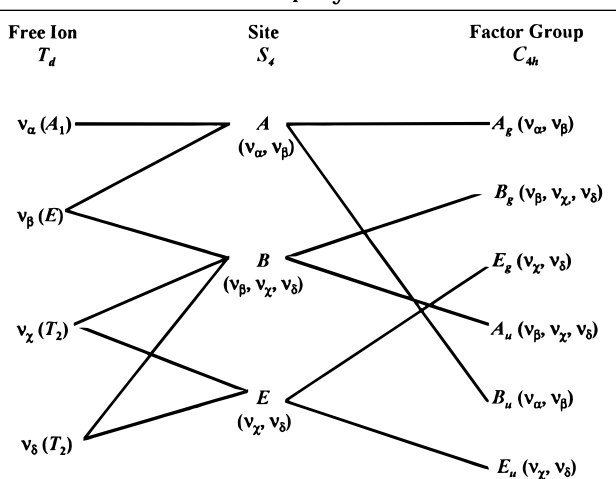 Free Ion Site Factor Group
T_d S_4 C_4h
ν_α (A_1) A A_g (ν_α, ν_β)
(ν_α, ν_β)
B_g (ν_β, ν_χ, ν_δ)
ν_β (E)
B E_g (ν_χ, ν_δ)
(ν_β, ν_χ, ν_δ)
ν_χ (T_2) A_u (ν_β, ν_χ, ν_δ)
E B_u (ν_α, ν_β)
(ν_χ, ν_δ)
ν_δ (T_2)
E_u (ν_χ, ν_δ)